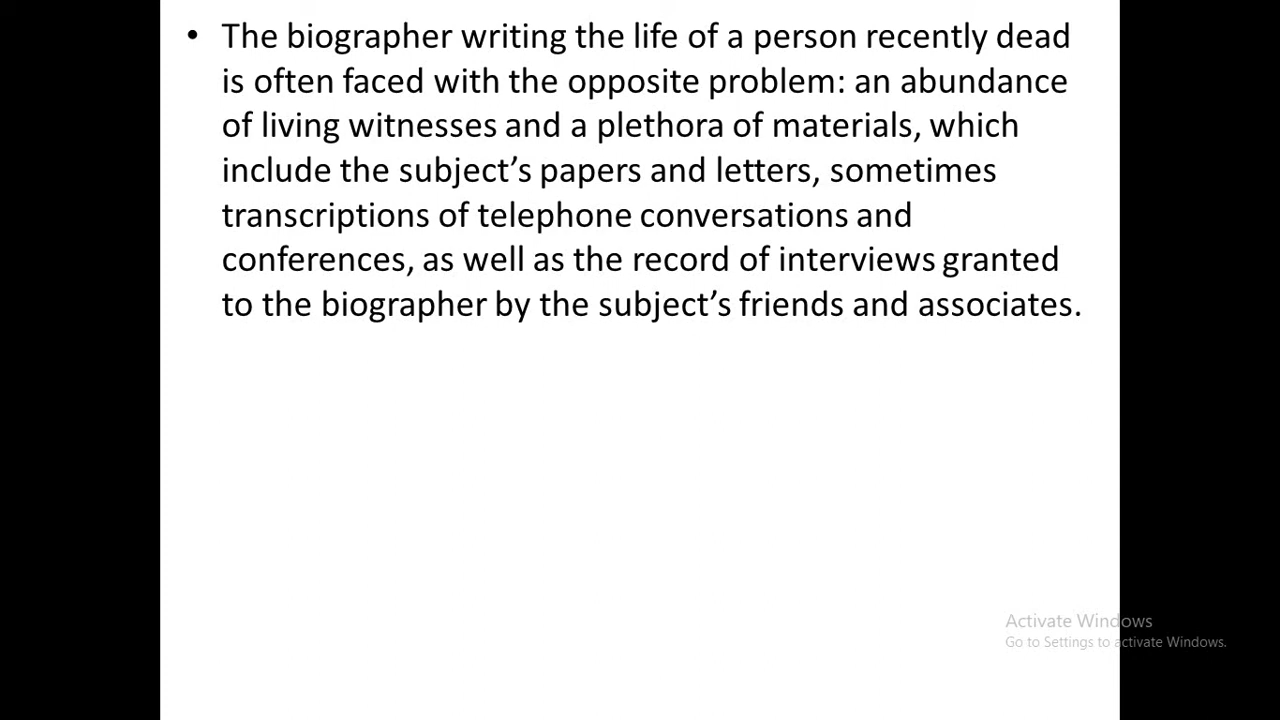 • The biographer writing the life of a person recently dead
is often faced with the opposite problem: an abundance
of living witnesses and a plethora of materials, which
include the subject’s papers and letters, sometimes
transcriptions of telephone conversations and
conferences, as well as the record of interviews granted
to the biographer by the subject’s friends and associates.
Activate Windows
Go to Settings to activate Windows.